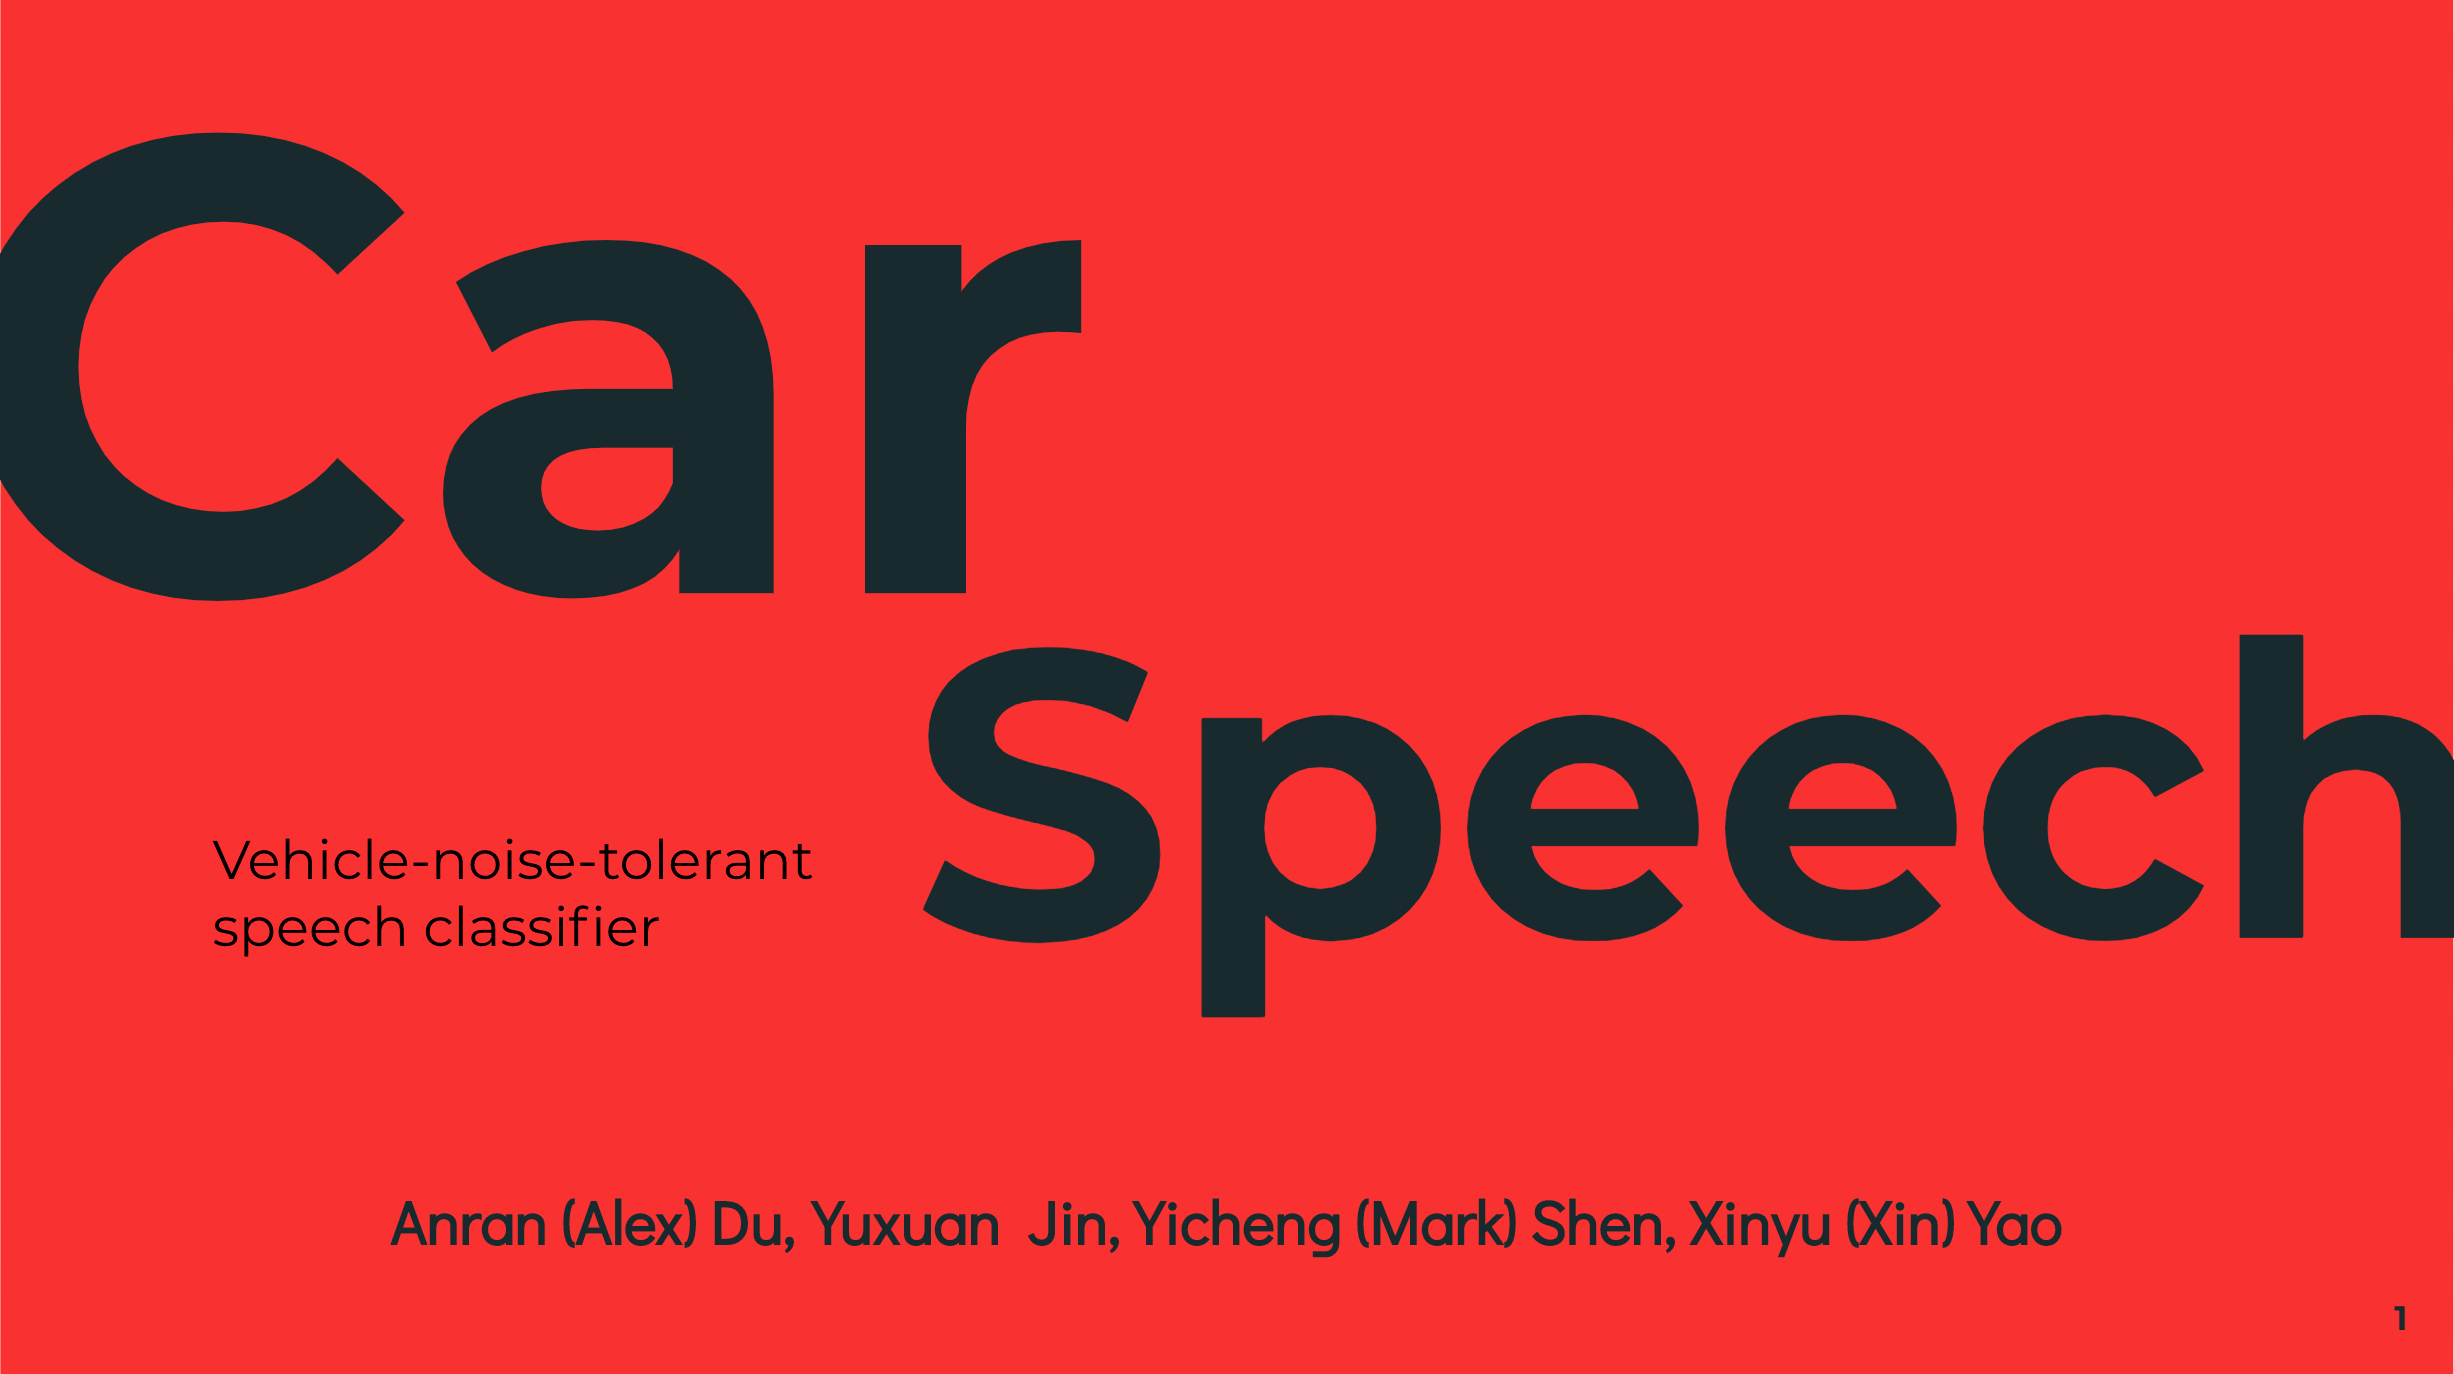 Car
Speech
Vehicle-noise-tolerant
speech classifier
Anran (Alex) Du, Yuxuan  Jin, Yicheng (Mark) Shen, Xinyu (Xin) Yao
1